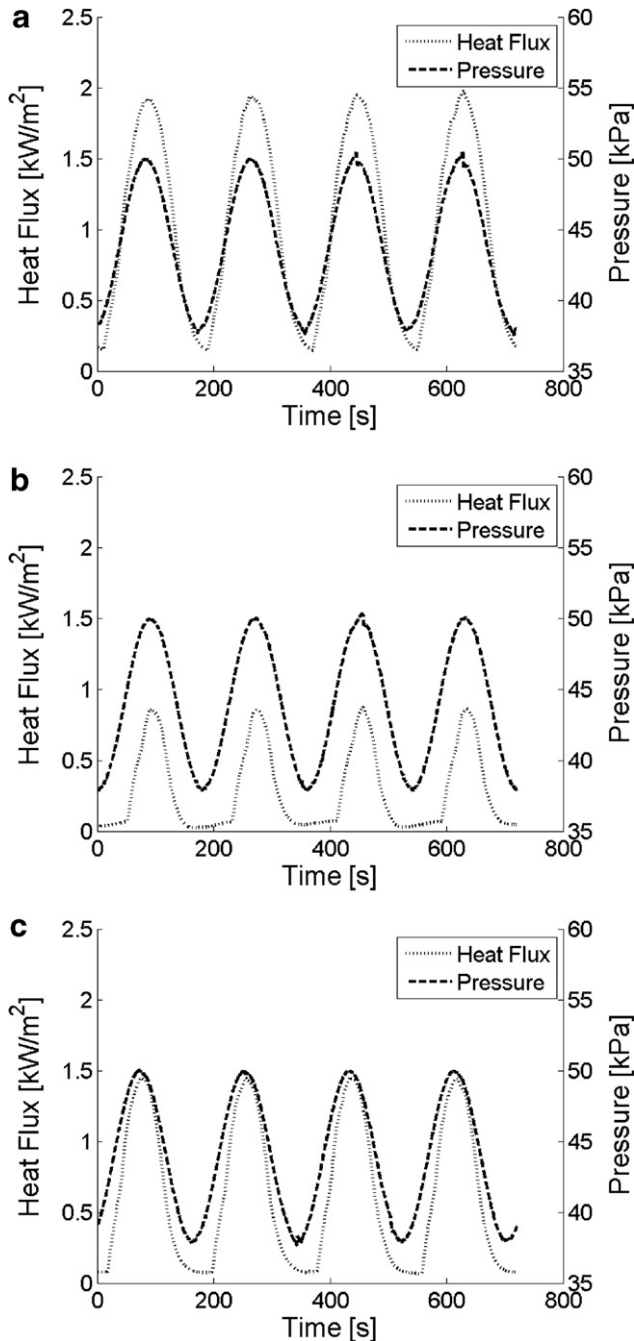 a
2.5
2
1.5
1
0.5
0
Heat Flux [kW/m²]
60
55
50
45
40
35
Pressure [kPa]
Heat Flux
Pressure
0 200 400 600 800
Time [s]
b
2.5
2
1.5
1
0.5
0
Heat Flux [kW/m²]
60
55
50
45
40
35
Pressure [kPa]
Heat Flux
Pressure
0 200 400 600 800
Time [s]
c
2.5
2
1.5
1
0.5
0
Heat Flux [kW/m²]
60
55
50
45
40
35
Pressure [kPa]
Heat Flux
Pressure
0 200 400 600 800
Time [s]